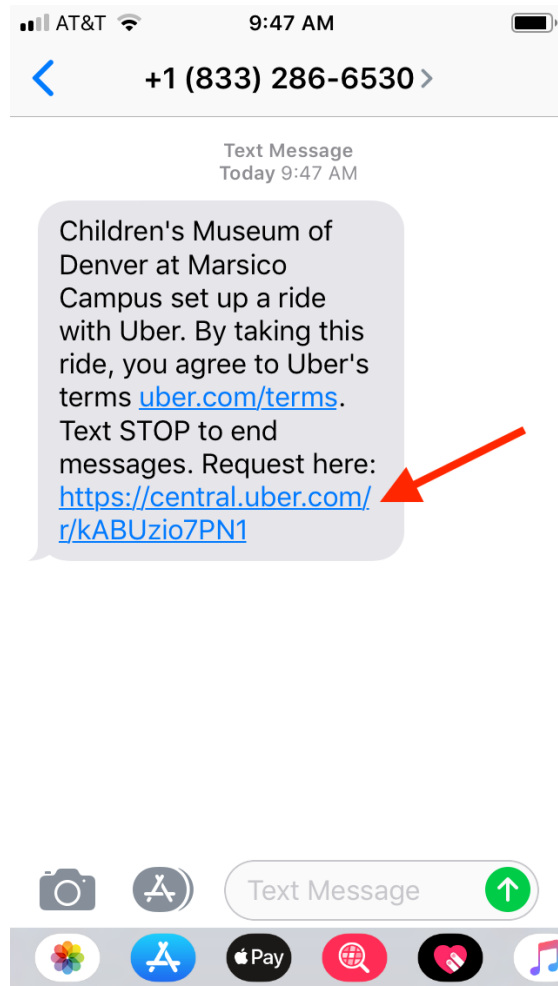 AT&T 9:47 AM
+1 (833) 286-6530
Text Message
Today 9:47 AM
Children's Museum of
Denver at Marsico
Campus set up a ride
with Uber. By taking this
ride, you agree to Uber's
terms uber.com/terms.
Text STOP to end
messages. Request here:
https://central.uber.com/
r/kABUzio7PN1
Text Message
Pay